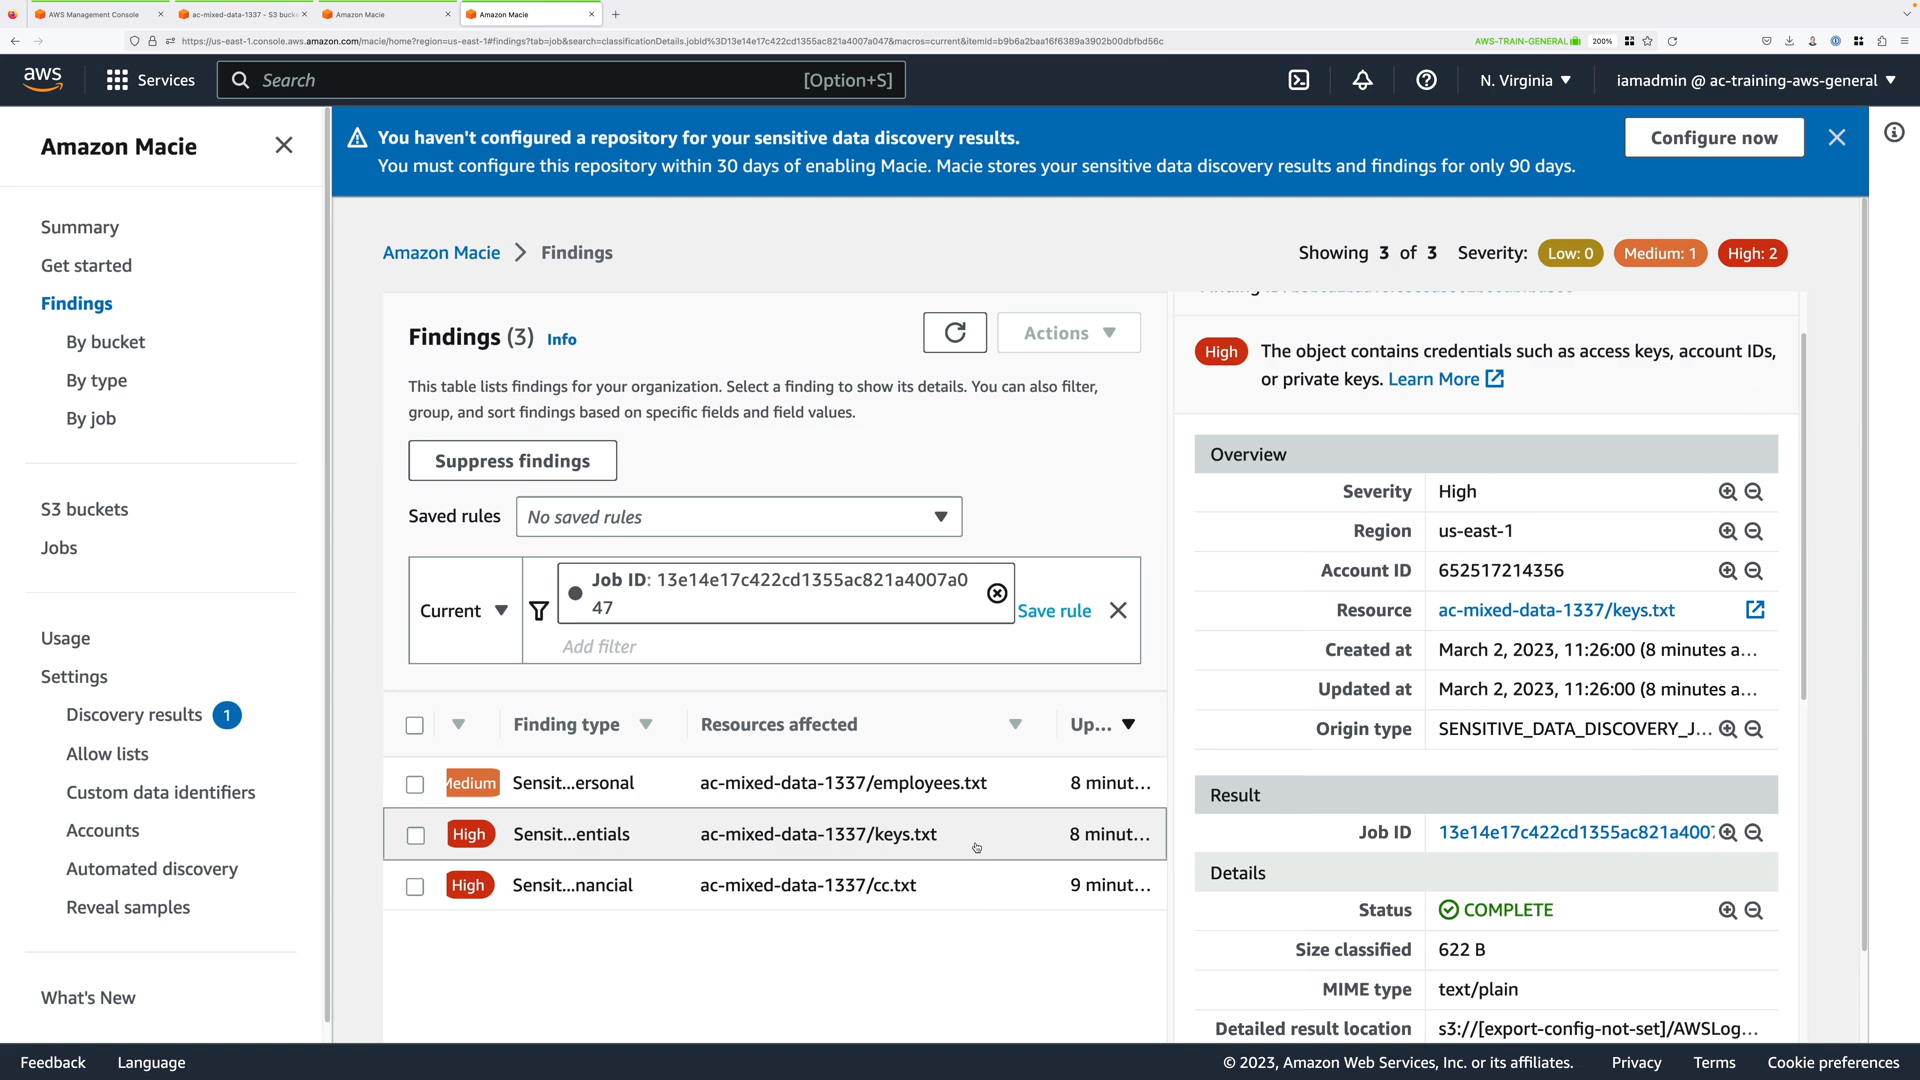 AWS Management Console
ac-mixed-data-1337 - S3 bucke
Amazon Macie
Amazon Macie
https://us-east-1.console.aws.amazon.com/macie/home?region=us-east-1#findings?tab=job&search=classificationDetails.jobId%3D13e14e17c422cd1355ac821a4007a047&macros=current&itemId=b9b6a2baa16f6389a3902b00dbfbd56c
AWS-TRAIN-GENERAL
200%
aws
Services
Search
[Option+S]
N. Virginia
iamadmin @ ac-training-aws-general
Amazon Macie
Summary
Get started
Findings
By bucket
By type
By job
S3 buckets
Jobs
Usage
Settings
Discovery results 1
Allow lists
Custom data identifiers
Accounts
Automated discovery
Reveal samples
What's New
You haven't configured a repository for your sensitive data discovery results.
You must configure this repository within 30 days of enabling Macie. Macie stores your sensitive data discovery results and findings for only 90 days.
Configure now
Amazon Macie > Findings
Showing 3 of 3 Severity: Low: 0 Medium: 1 High: 2
Findings (3) Info
Actions
This table lists findings for your organization. Select a finding to show its details. You can also filter,
group, and sort findings based on specific fields and field values.
Suppress findings
Saved rules No saved rules
Current
Job ID: 13e14e17c422cd1355ac821a4007a0
47
Save rule
Add filter
Finding type Resources affected Up...
Medium Sensit...ersonal ac-mixed-data-1337/employees.txt 8 minut...
High Sensit...entials ac-mixed-data-1337/keys.txt 8 minut...
High Sensit...nancial ac-mixed-data-1337/cc.txt 9 minut...
High The object contains credentials such as access keys, account IDs,
or private keys. Learn More
Overview
Severity High
Region us-east-1
Account ID 652517214356
Resource ac-mixed-data-1337/keys.txt
Created at March 2, 2023, 11:26:00 (8 minutes a...
Updated at March 2, 2023, 11:26:00 (8 minutes a...
Origin type SENSITIVE_DATA_DISCOVERY_J...
Result
Job ID 13e14e17c422cd1355ac821a4007
Details
Status COMPLETE
Size classified 622 B
MIME type text/plain
Detailed result location s3://[export-config-not-set]/AWSLog...
Feedback
Language
© 2023, Amazon Web Services, Inc. or its affiliates.
Privacy
Terms
Cookie preferences